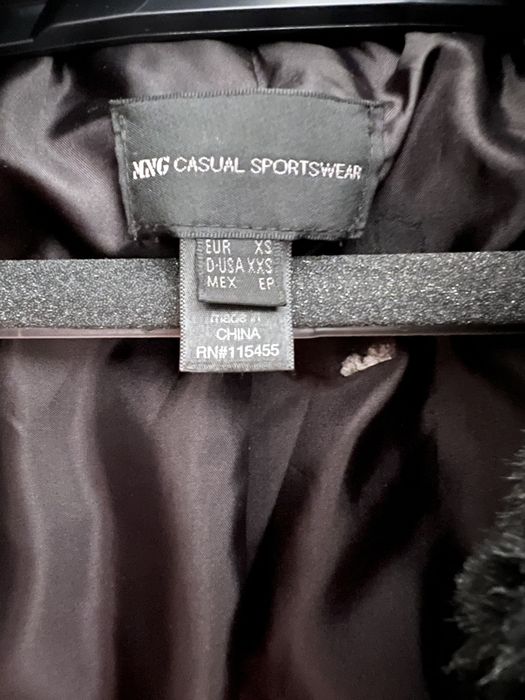 MNG CASUAL SPORTSWEAR
EUR XS
D-USA XXS
MEX EP
made in
CHINA
RN#115455